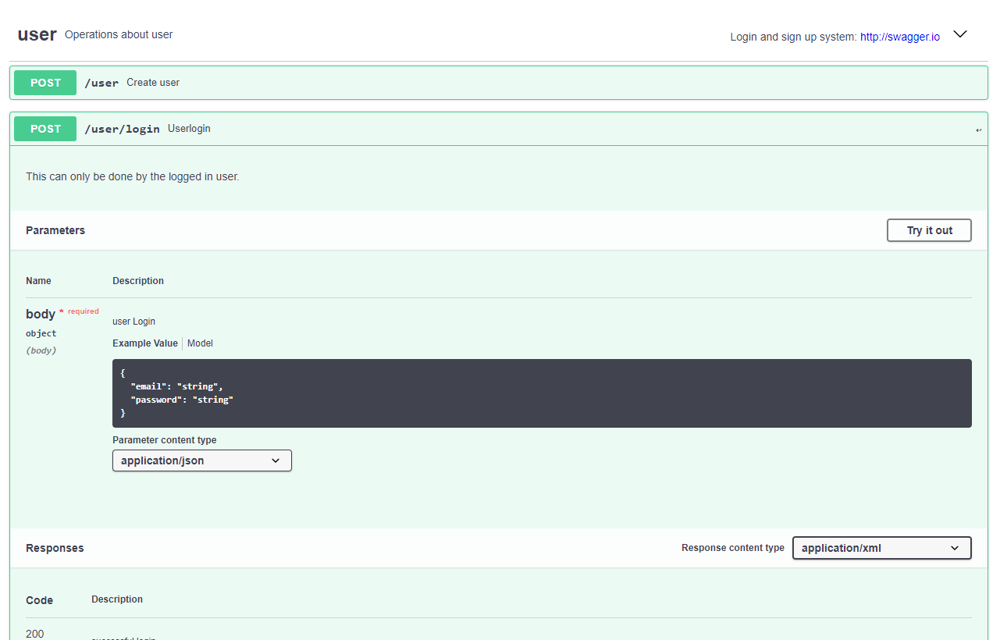 user Operations about user Login and sign up system: http://swagger.io
POST /user Create user
POST /user/login Userlogin
This can only be done by the logged in user.
Parameters Try it out
Name Description
body * required
user Login
object
(body)
Example Value Model
{
"email": "string",
"password": "string"
}
Parameter content type
application/json
Responses Response content type application/xml
Code Description
200